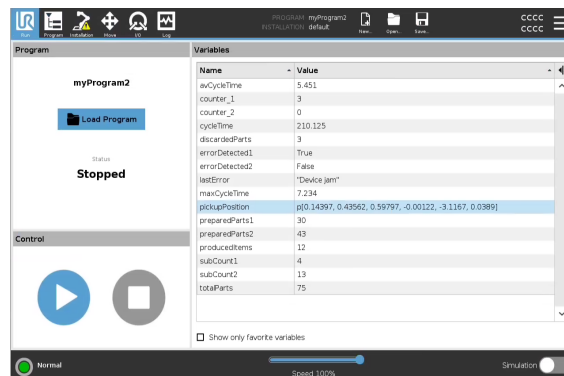 UR
Run
Program
Installation
Move
I/O
Log
PROGRAM myProgram2
INSTALLATION default
New...
Open...
Save...
cccc
cccc
Program
myProgram2
Load Program
Status
Stopped
Control
Variables
Name Value
avCycleTime 5.451
counter_1 3
counter_2 0
cycleTime 210.125
discardedParts 3
errorDetected1 True
errorDetected2 False
lastError "Device jam"
maxCycleTime 7.234
pickupPosition p[0.14397, 0.43562, 0.59797, -0.00122, -3.1167, 0.0389]
preparedParts1 30
preparedParts2 43
producedItems 12
subCount1 4
subCount2 13
totalParts 75
Show only favorite variables
Normal
Speed 100%
Simulation